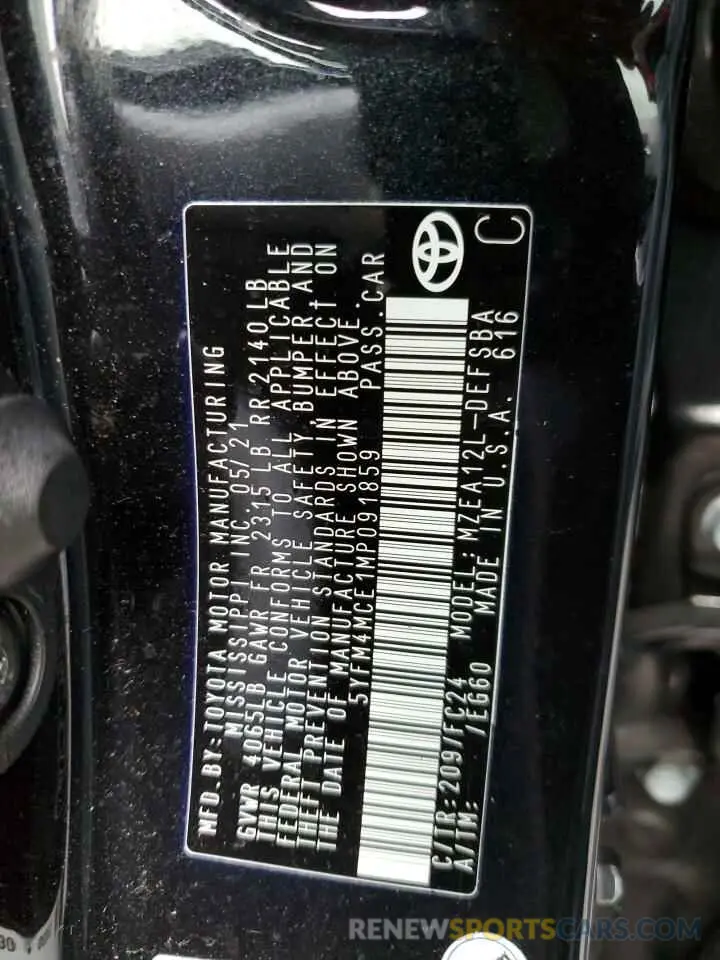 MFD.BY:TOYOTA MOTOR MANUFACTURING
MISSISSIPPI INC. 05/21
GVWR 4065LB GAWR FR 2315 LB RR 2140 LB
THIS VEHICLE CONFORMS TO ALL APPLICABLE
FEDERAL MOTOR VEHICLE SAFETY, BUMPER, AND
THEFT PREVENTION STANDARDS IN EFFECT ON
THE DATE OF MANUFACTURE SHOWN ABOVE.
5YFM4MCE1MP091859 PASS.CAR
C/TR:209/FC24 MODEL:MZEA12L-DEFSBA
A/TM: /EG60 MADE IN U.S.A. 616
C
RENEWSPORTSCARS.COM